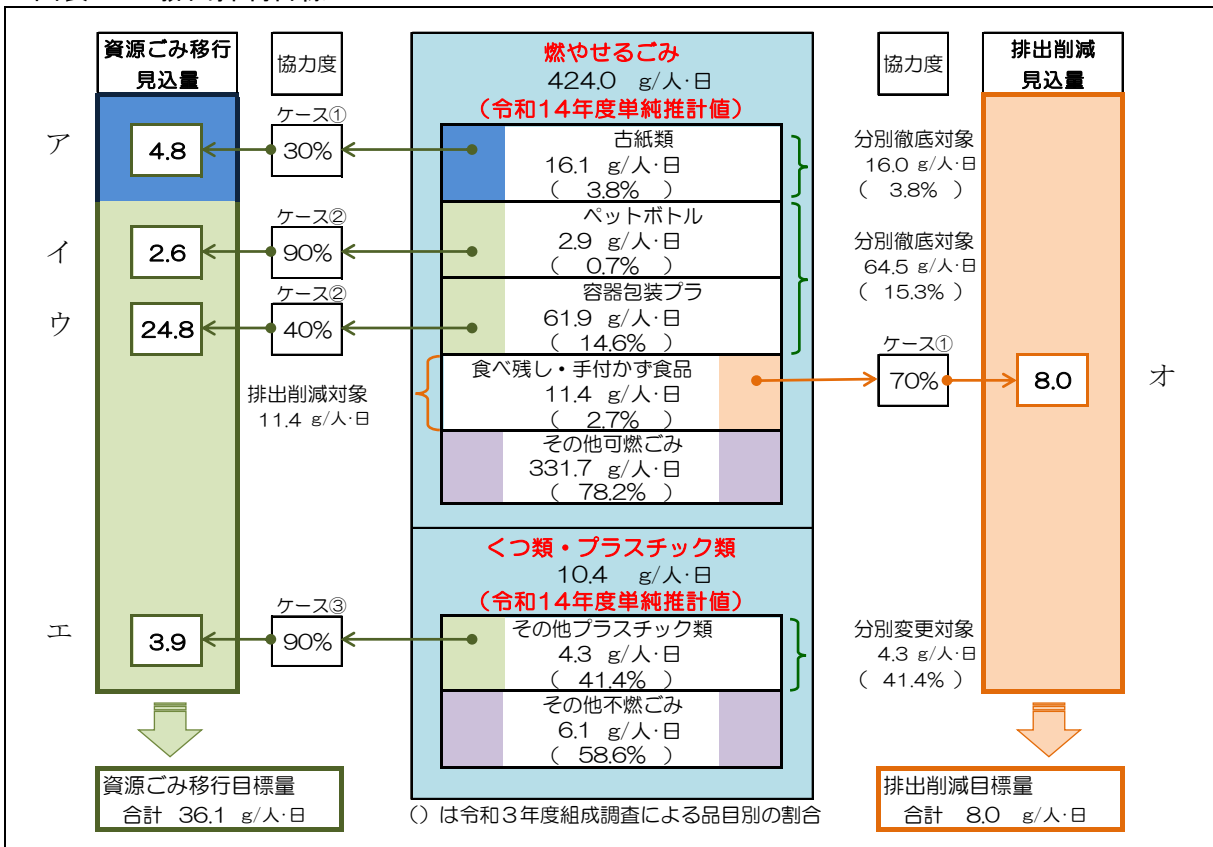 資源ごみ移行
見込量
協力度
燃やせるごみ
424.0 g/人・日
(令和14年度単純推計値)
協力度
排出削減
見込量
ア
4.8
ケース①
30%
古紙類
16.1 g/人・日
( 3.8% )
分別徹底対象
16.0 g/人・日
( 3.8% )
イ
2.6
ケース②
90%
ペットボトル
2.9 g/人・日
( 0.7% )
分別徹底対象
64.5 g/人・日
( 15.3% )
ウ
24.8
ケース②
40%
容器包装プラ
61.9 g/人・日
( 14.6% )
排出削減対象
11.4 g/人・日
食べ残し・手付かず食品
11.4 g/人・日
( 2.7% )
ケース①
70%
8.0
オ
その他可燃ごみ
331.7 g/人・日
( 78.2% )
くつ類・プラスチック類
10.4 g/人・日
(令和14年度単純推計値)
エ
3.9
ケース③
90%
その他プラスチック類
4.3 g/人・日
( 41.4% )
分別変更対象
4.3 g/人・日
( 41.4% )
その他不燃ごみ
6.1 g/人・日
( 58.6% )
資源ごみ移行目標量
合計 36.1 g/人・日
()は令和3年度組成調査による品目別の割合
排出削減目標量
合計 8.0 g/人・日